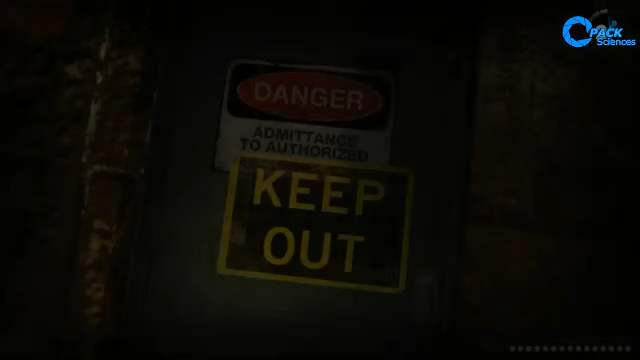 PACK
Sciences
DANGER
ADMITTANCE
TO AUTHORIZED
KEEP
OUT